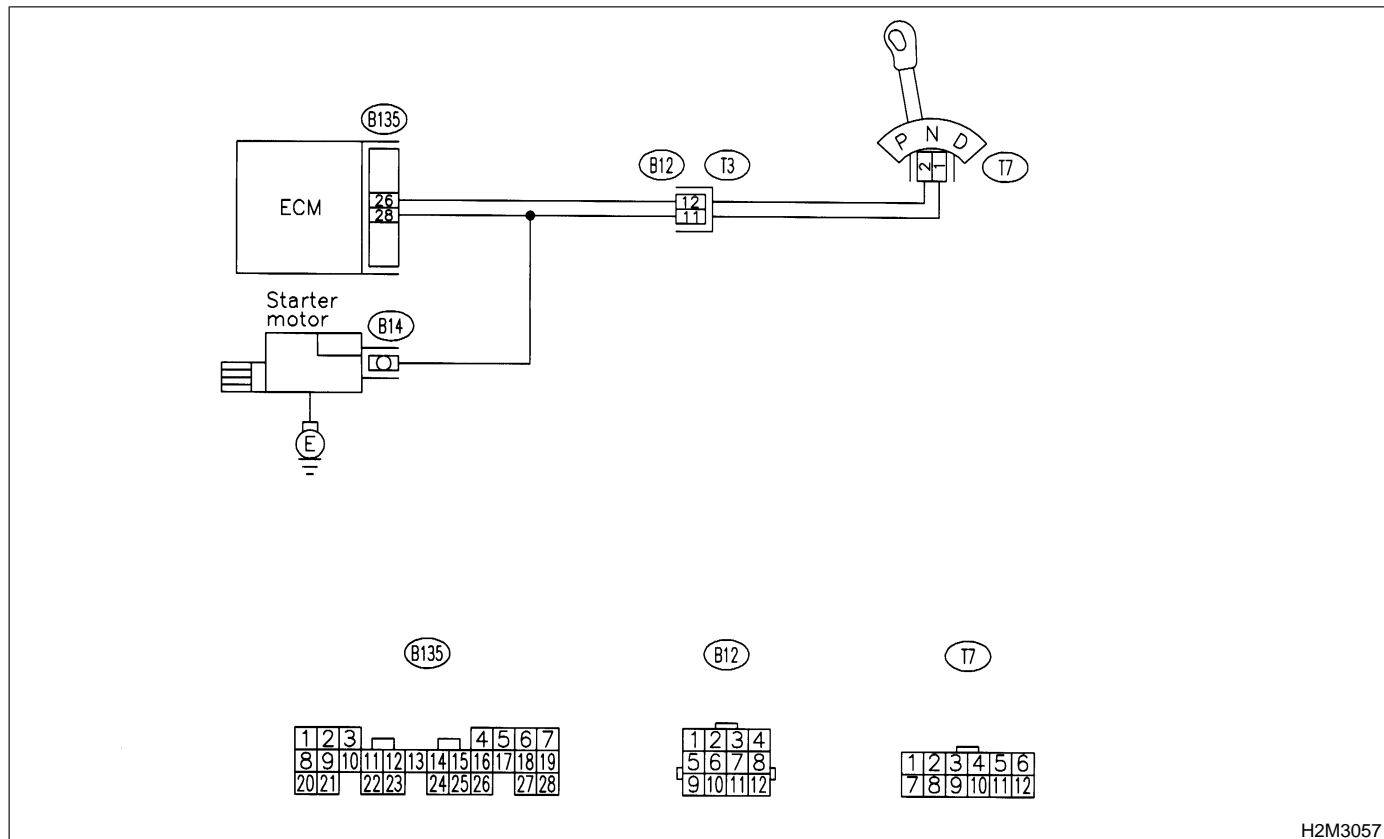 B135
P N D
B12 T3
2 1
T7
ECM
26
28
12
11
Starter
motor
B14
E
B135
B12
T7
1 2 3 4 5 6 7
8 9 10 11 12 13 14 15 16 17 18 19
20 21 22 23 24 25 26 27 28
1 2 3 4
5 6 7 8
9 10 11 12
1 2 3 4 5 6
7 8 9 10 11 12
H2M3057